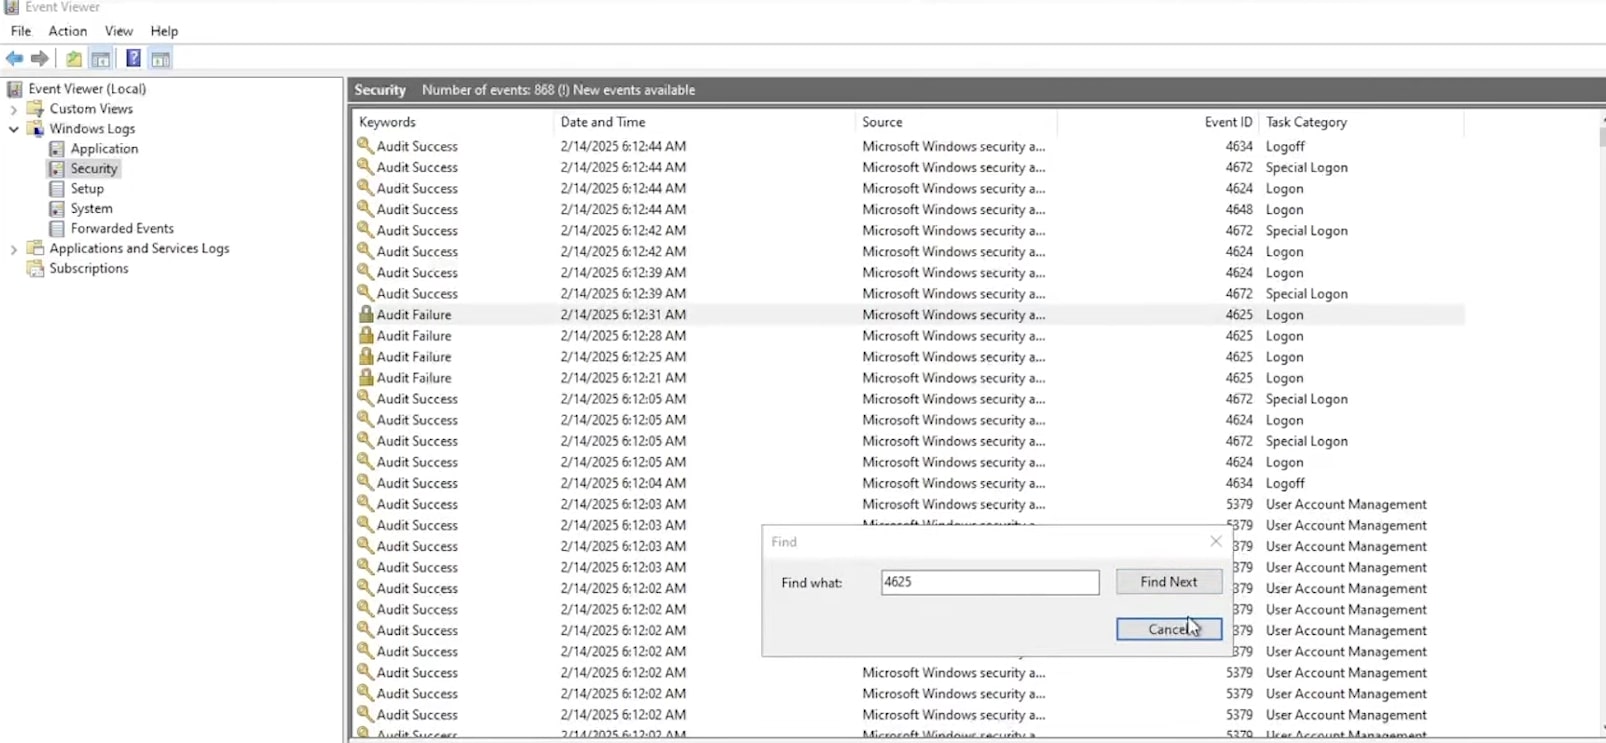 Event Viewer
File Action View Help
Event Viewer (Local)
Custom Views
Windows Logs
Application
Security
Setup
System
Forwarded Events
Applications and Services Logs
Subscriptions
Security Number of events: 868 (!) New events available
Keywords Date and Time Source Event ID Task Category
Audit Success 2/14/2025 6:12:44 AM Microsoft Windows security a... 4634 Logoff
Audit Success 2/14/2025 6:12:44 AM Microsoft Windows security a... 4672 Special Logon
Audit Success 2/14/2025 6:12:44 AM Microsoft Windows security a... 4624 Logon
Audit Success 2/14/2025 6:12:44 AM Microsoft Windows security a... 4648 Logon
Audit Success 2/14/2025 6:12:42 AM Microsoft Windows security a... 4672 Special Logon
Audit Success 2/14/2025 6:12:42 AM Microsoft Windows security a... 4624 Logon
Audit Success 2/14/2025 6:12:39 AM Microsoft Windows security a... 4624 Logon
Audit Success 2/14/2025 6:12:39 AM Microsoft Windows security a... 4672 Special Logon
Audit Failure 2/14/2025 6:12:31 AM Microsoft Windows security a... 4625 Logon
Audit Failure 2/14/2025 6:12:28 AM Microsoft Windows security a... 4625 Logon
Audit Failure 2/14/2025 6:12:25 AM Microsoft Windows security a... 4625 Logon
Audit Failure 2/14/2025 6:12:21 AM Microsoft Windows security a... 4625 Logon
Audit Success 2/14/2025 6:12:05 AM Microsoft Windows security a... 4672 Special Logon
Audit Success 2/14/2025 6:12:05 AM Microsoft Windows security a... 4624 Logon
Audit Success 2/14/2025 6:12:05 AM Microsoft Windows security a... 4672 Special Logon
Audit Success 2/14/2025 6:12:05 AM Microsoft Windows security a... 4624 Logon
Audit Success 2/14/2025 6:12:04 AM Microsoft Windows security a... 4634 Logoff
Audit Success 2/14/2025 6:12:03 AM Microsoft Windows security a... 5379 User Account Management
Audit Success 2/14/2025 6:12:03 AM Microsoft Windows security a... 5379 User Account Management
Audit Success 2/14/2025 6:12:03 AM 379 User Account Management
Audit Success 2/14/2025 6:12:03 AM 379 User Account Management
Audit Success 2/14/2025 6:12:02 AM 379 User Account Management
Audit Success 2/14/2025 6:12:02 AM 379 User Account Management
Audit Success 2/14/2025 6:12:02 AM 379 User Account Management
Audit Success 2/14/2025 6:12:02 AM 379 User Account Management
Find
Find what: 4625 Find Next
Cancel
Audit Success 2/14/2025 6:12:02 AM Microsoft Windows security a... 5379 User Account Management
Audit Success 2/14/2025 6:12:02 AM Microsoft Windows security a... 5379 User Account Management
Audit Success 2/14/2025 6:12:02 AM Microsoft Windows security a... 5379 User Account Management
Audit Success 2/14/2025 6:12:02 AM Microsoft Windows security a... 5379 User Account Management